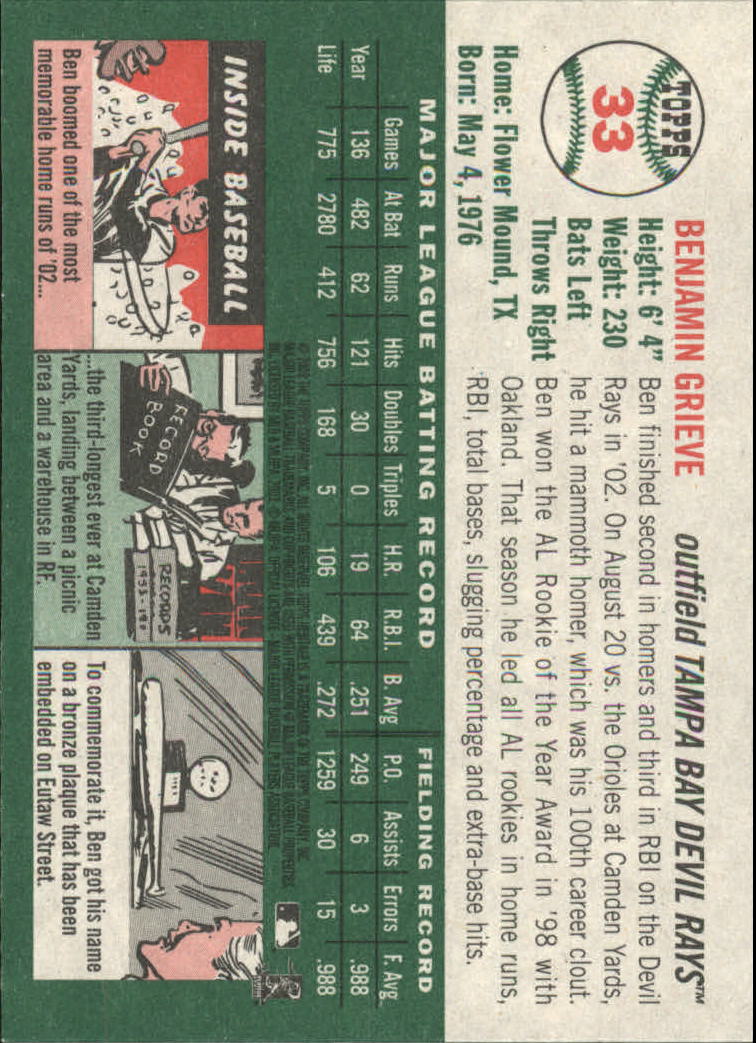 TOPPS
33
BENJAMIN GRIEVE outfield TAMPA BAY DEVIL RAYS™
Height: 6' 4"
Weight: 230
Bats Left
Throws Right
Home: Flower Mound, TX
Born: May 4, 1976
Ben finished second in homers and third in RBI on the Devil
Rays in '02. On August 20 vs. the Orioles at Camden Yards,
he hit a mammoth homer, which was his 100th career clout.
Ben won the AL Rookie of the Year Award in '98 with
Oakland. That season he led all AL rookies in home runs,
RBI, total bases, slugging percentage and extra-base hits.
MAJOR LEAGUE BATTING RECORD FIELDING RECORD
Games At Bat Runs Hits Doubles Triples H.R. R.B.I. B. Avg P.O. Assists Errors F. Avg
Year 136 482 62 121 30 0 19 64 .251 249 6 3 .988
Life 775 2780 412 756 168 5 106 439 .272 1259 30 15 .988
INSIDE BASEBALL
Ben boomed one of the most
memorable home runs of '02...
RECORD
BOOK
RECORDS
...the third-longest ever at Camden
Yards, landing between a picnic
area and a warehouse in RF.
To commemorate it, Ben got his name
on a bronze plaque that has been
embedded on Eutaw Street.